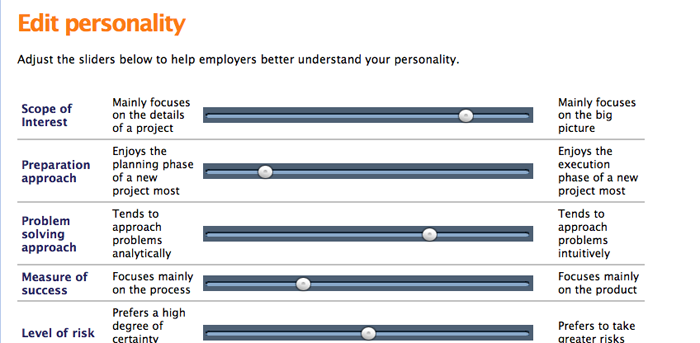 Edit personality
Adjust the sliders below to help employers better understand your personality.
Scope of
Interest
Mainly focuses
on the details
of a project
Mainly focuses
on the big
picture
Preparation
approach
Enjoys the
planning phase
of a new
project most
Enjoys the
execution
phase of a new
project most
Problem
solving
approach
Tends to
approach
problems
analytically
Tends to
approach
problems
intuitively
Measure of
success
Focuses mainly
on the process
Focuses mainly
on the product
Level of risk
Prefers a high
degree of
certainty
Prefers to take
greater risks